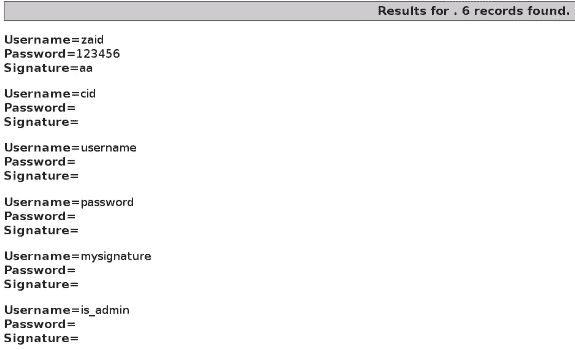 Results for . 6 records found.
Username=zaid
Password=123456
Signature=aa
Username=cid
Password=
Signature=
Username=username
Password=
Signature=
Username=password
Password=
Signature=
Username=mysignature
Password=
Signature=
Username=is_admin
Password=
Signature=